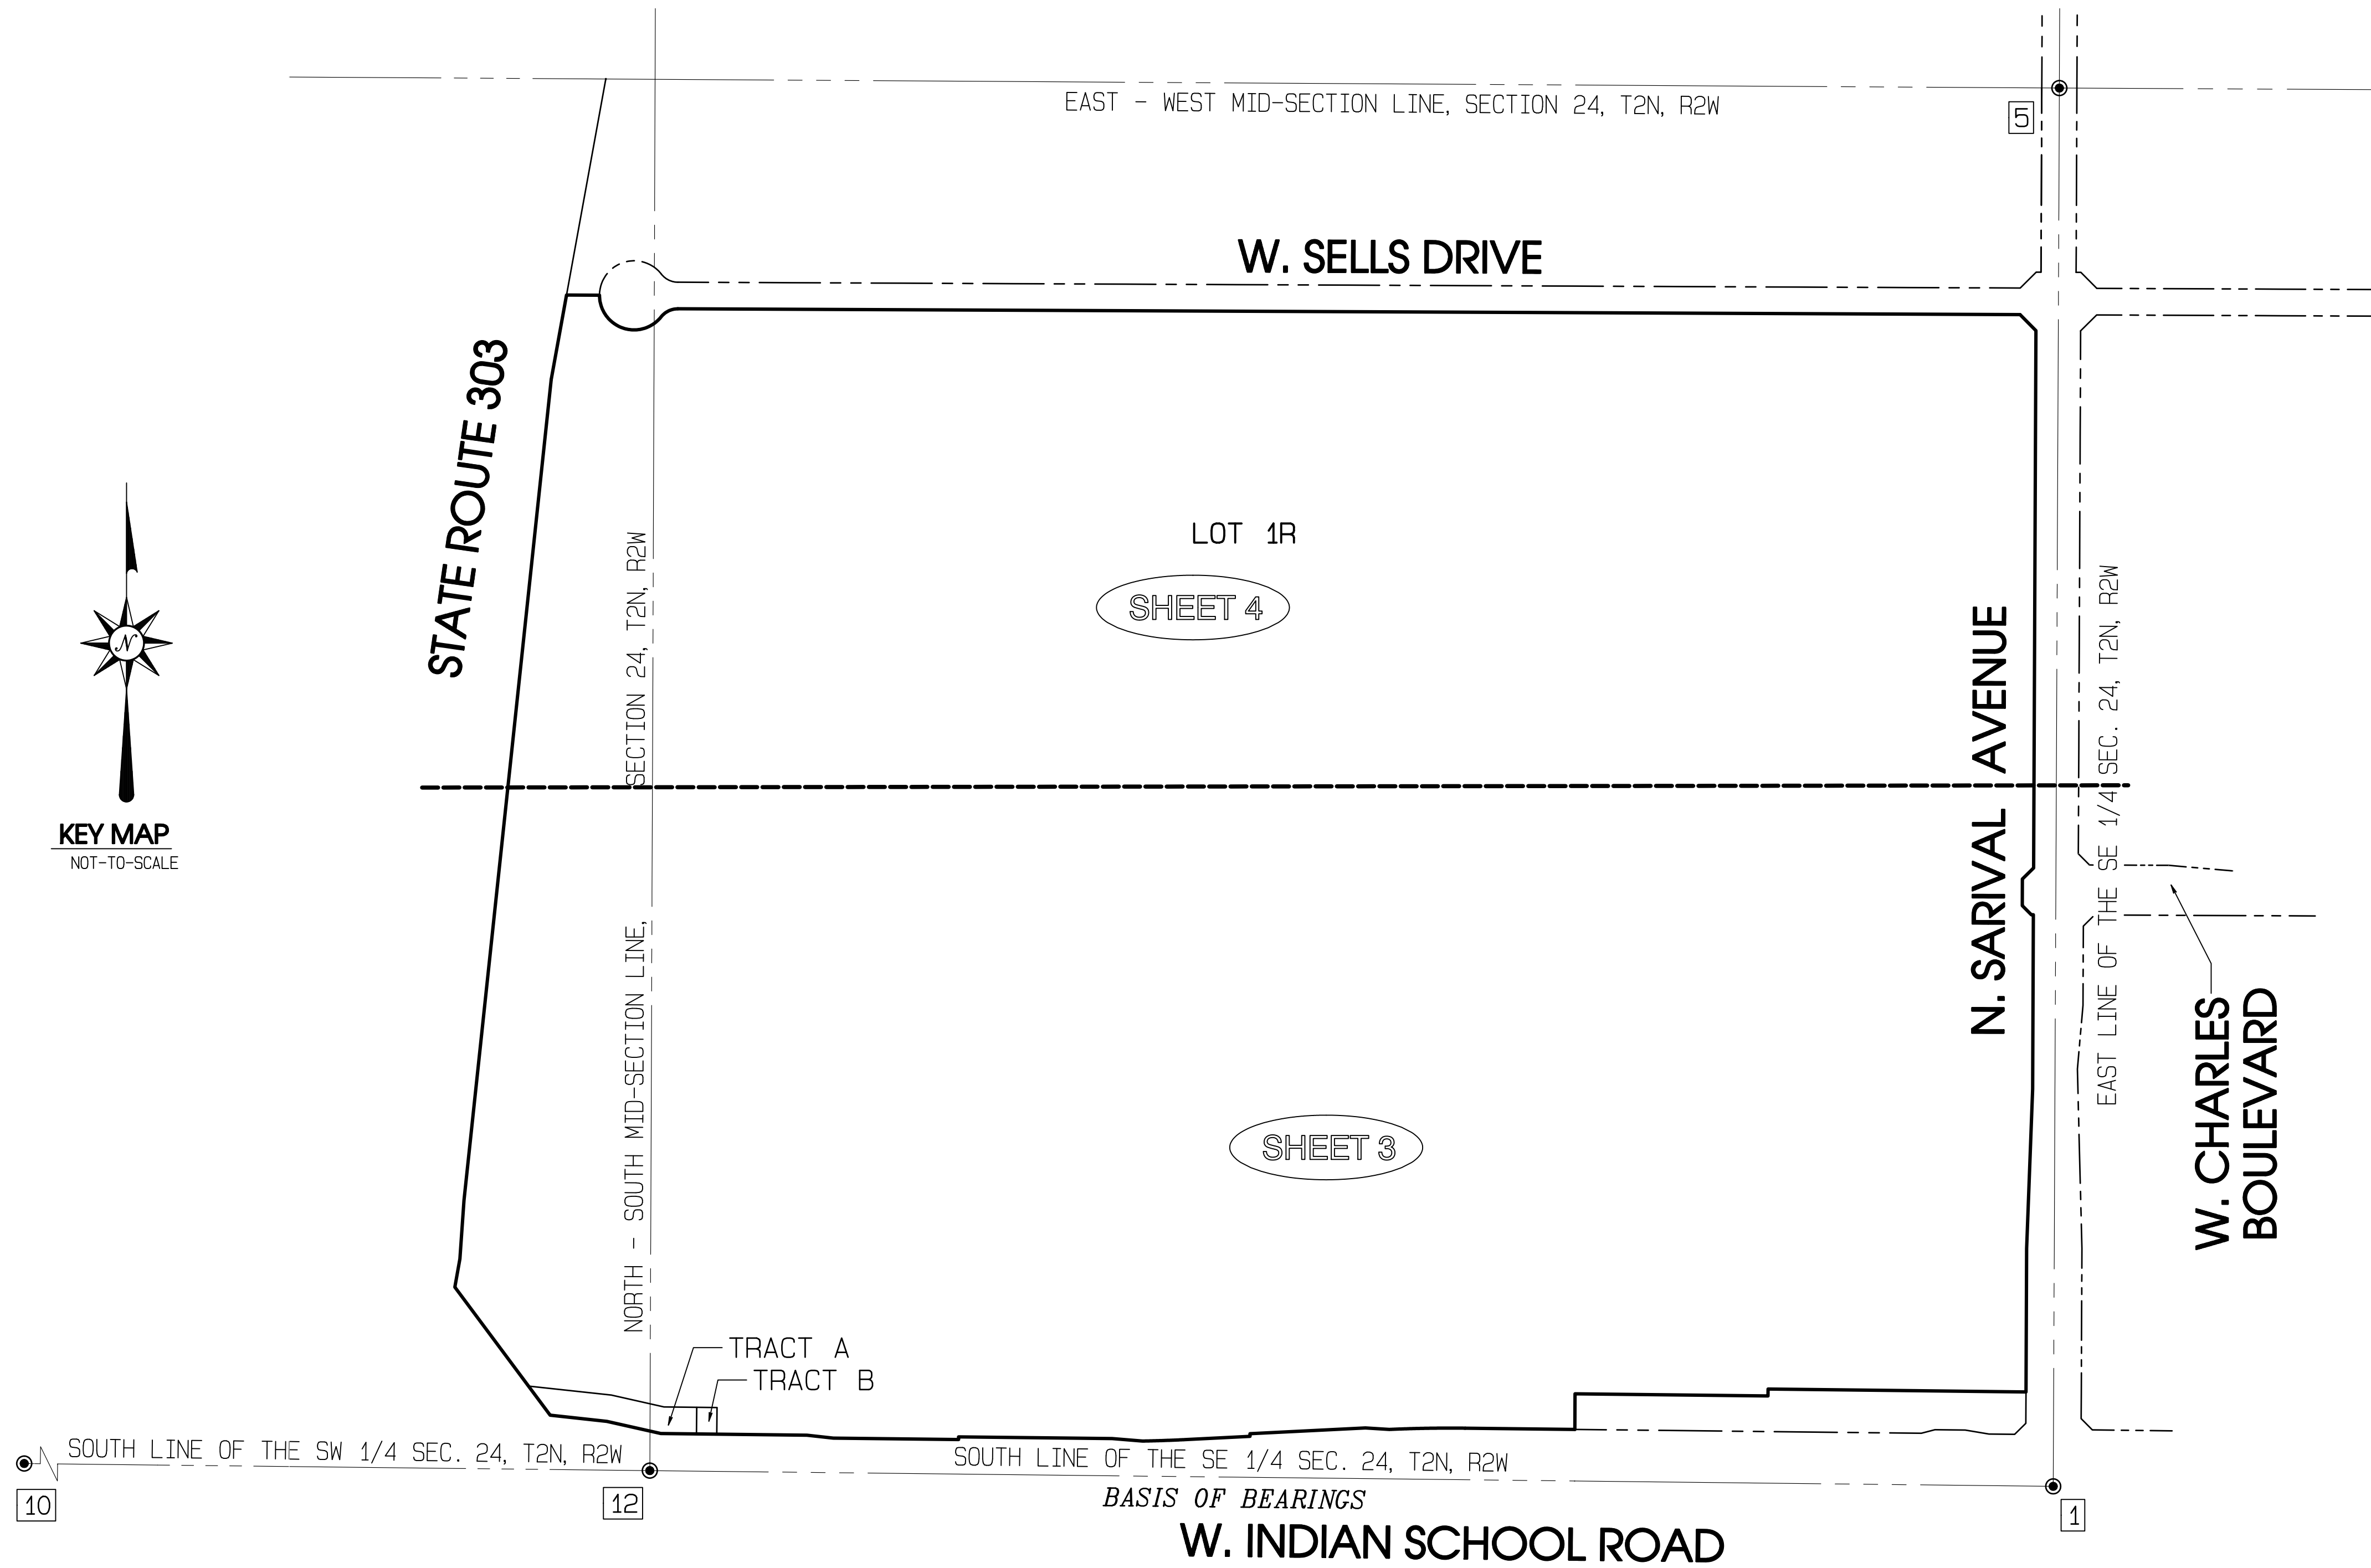 EAST - WEST MID-SECTION LINE, SECTION 24, T2N, R2W
5
W. SELLS DRIVE
STATE ROUTE 303
LOT 1R
SHEET 4
SECTION 24, T2N, R2W
NORTH - SOUTH MID-SECTION LINE,
N. SARIVAL AVENUE
EAST LINE OF THE SE 1/4 SEC. 24, T2N, R2W
N
KEY MAP
NOT-TO-SCALE
W. CHARLES
BOULEVARD
SHEET 3
TRACT A
TRACT B
SOUTH LINE OF THE SW 1/4 SEC. 24, T2N, R2W
SOUTH LINE OF THE SE 1/4 SEC. 24, T2N, R2W
10
12
BASIS OF BEARINGS
1
W. INDIAN SCHOOL ROAD